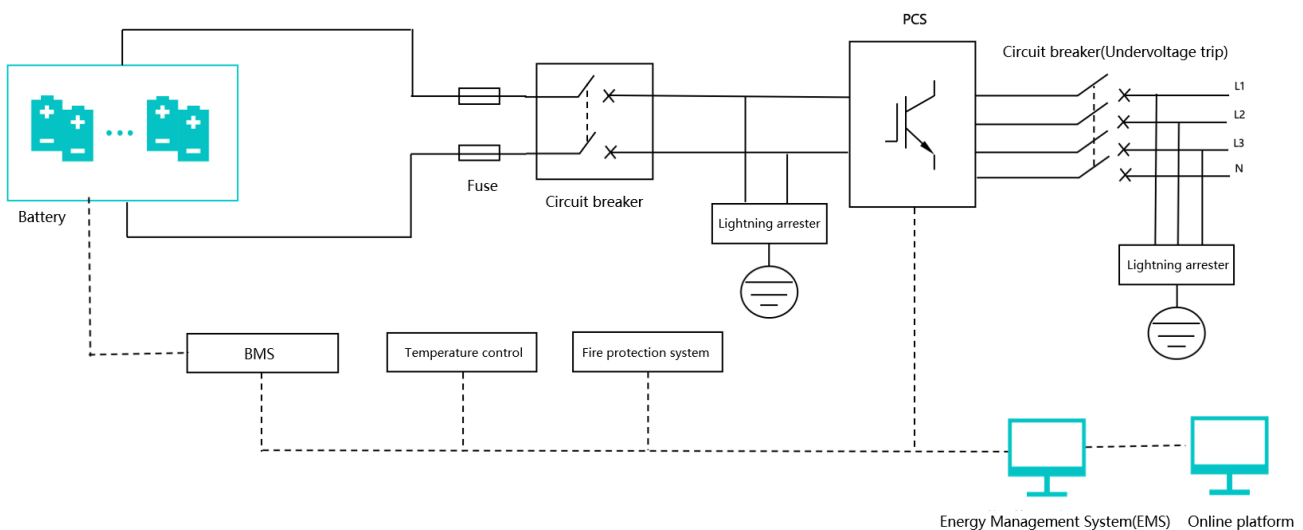 PCS
Circuit breaker(Undervoltage trip)
L1
L2
L3
N
Fuse
Circuit breaker
Battery
Lightning arrester
Lightning arrester
BMS
Temperature control
Fire protection system
Energy Management System(EMS)
Online platform